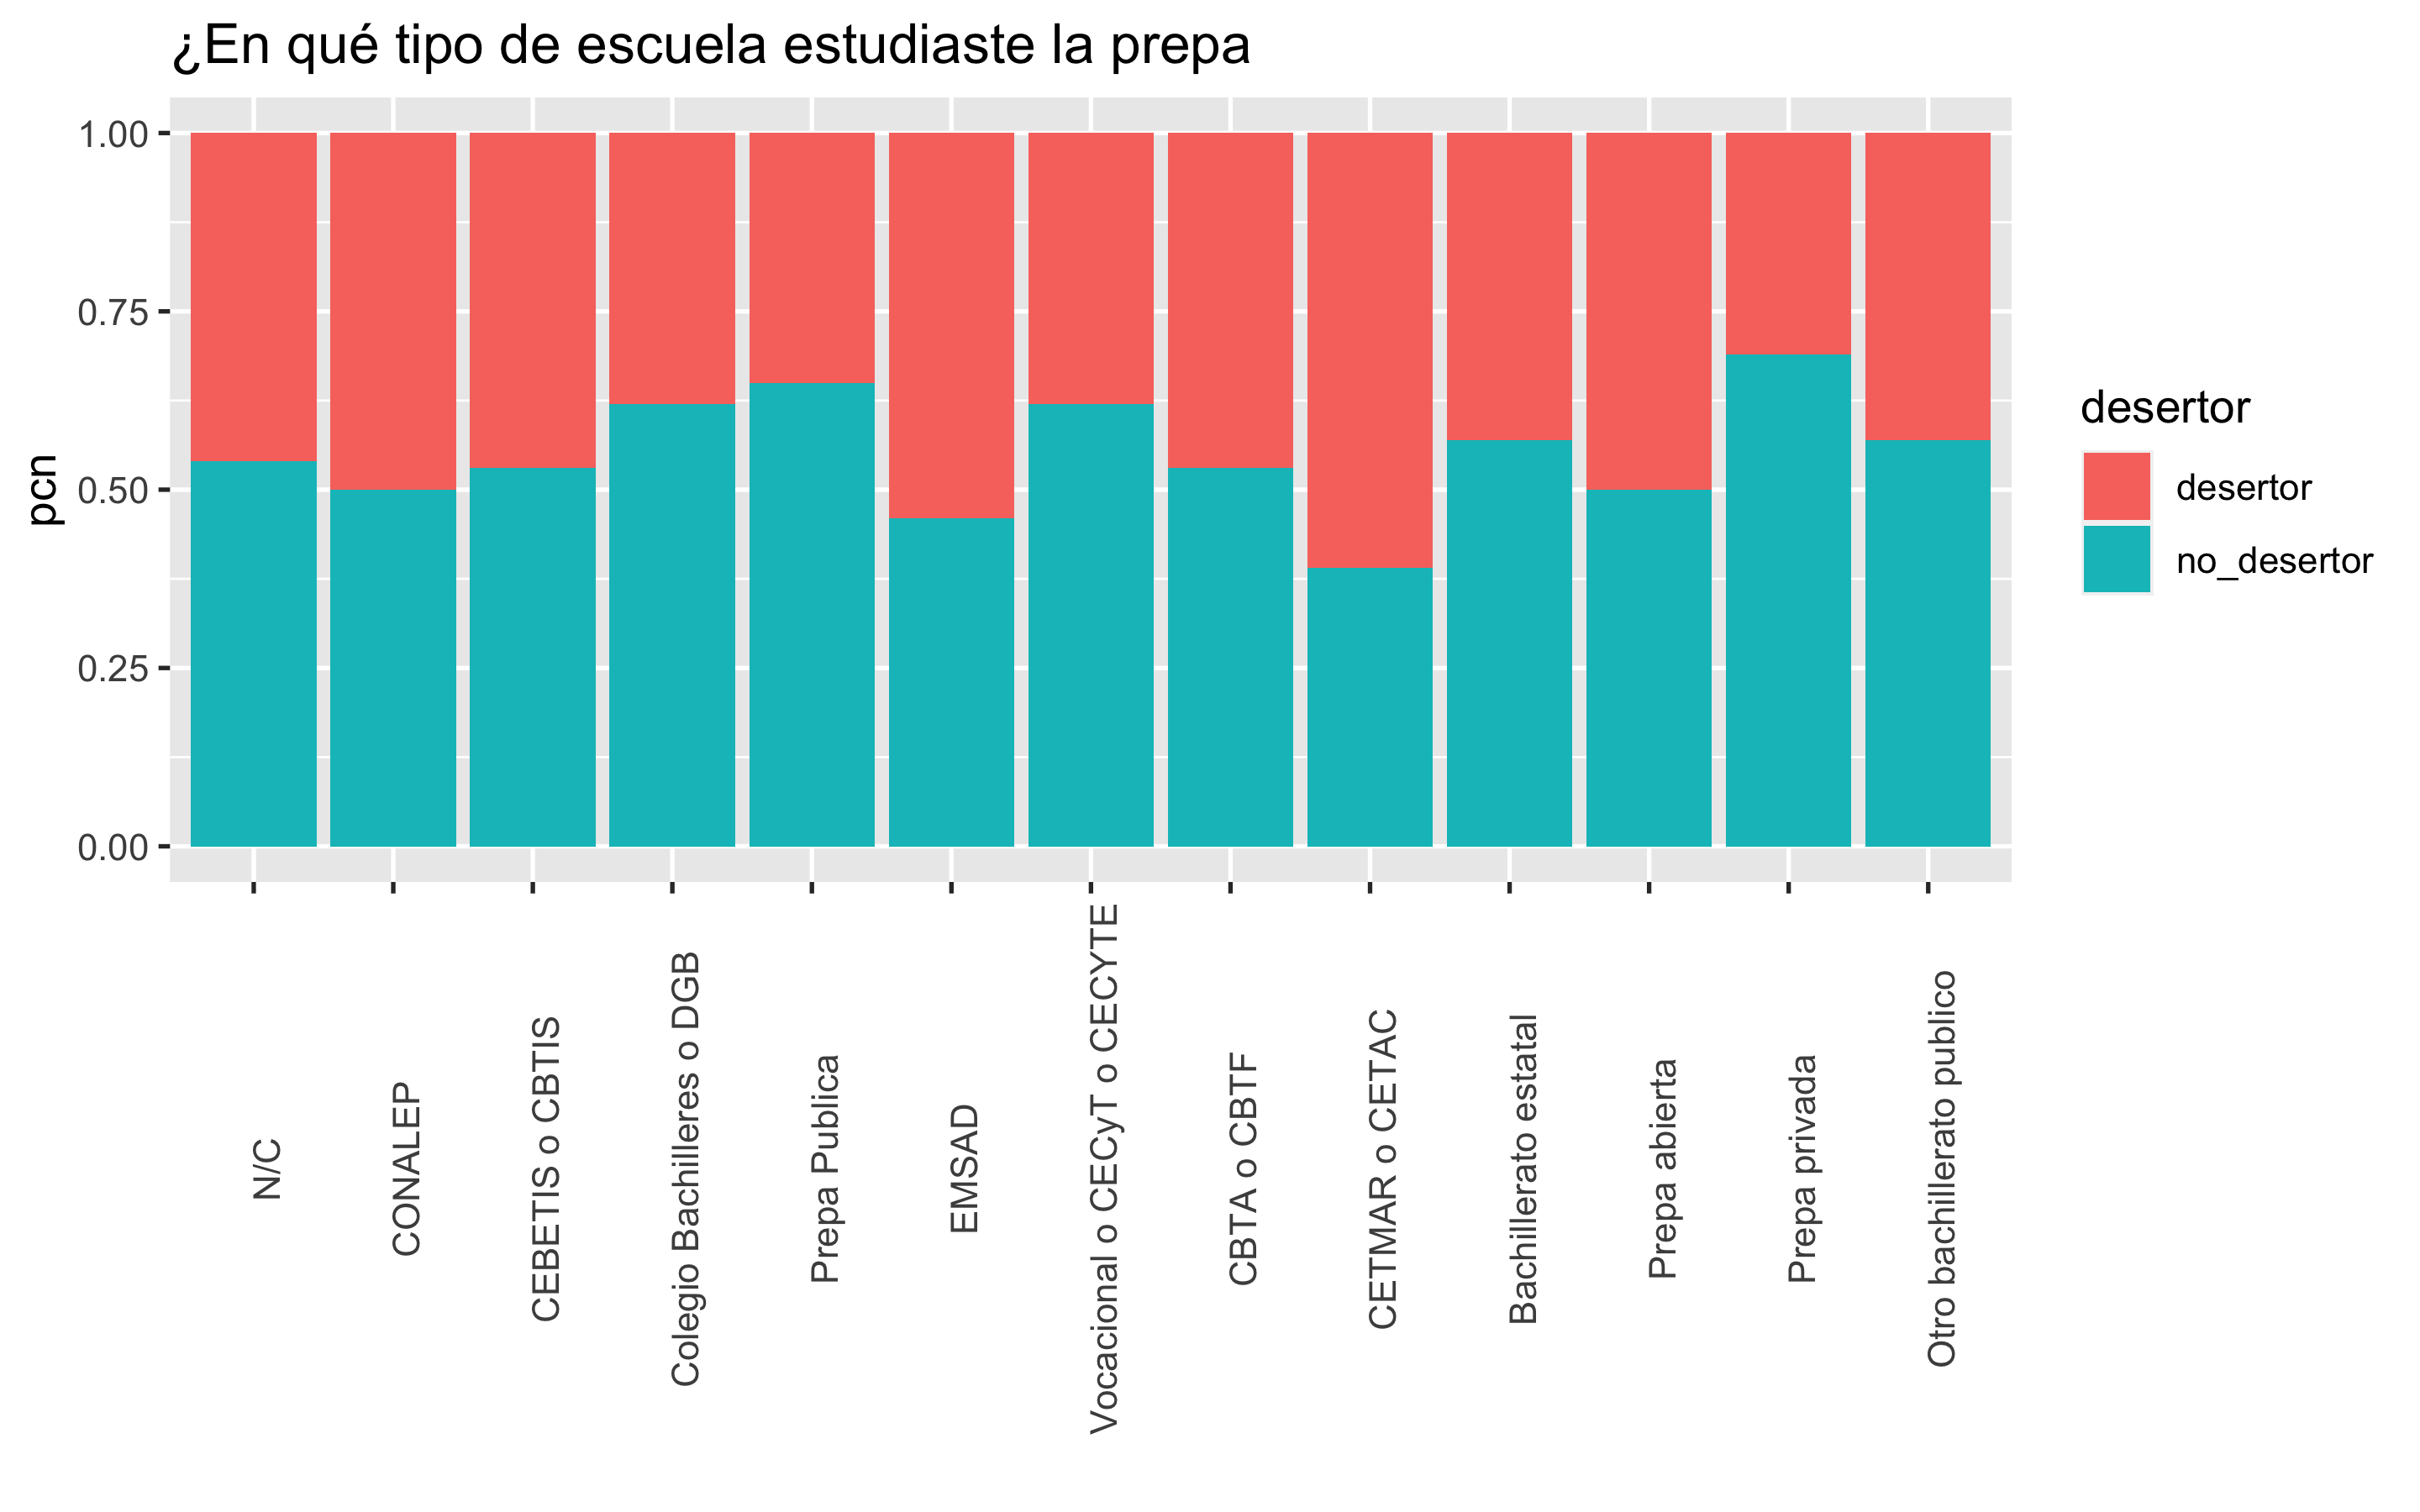 ¿En qué tipo de escuela estudiaste la prepa
1.00
0.75
0.50
0.25
0.00
pcn
N/C
CONALEP
CEBETIS o CBTIS
Colegio Bachilleres o DGB
Prepa Publica
EMSAD
Vocacional o CECyT o CECYTE
CBTA o CBTF
CETMAR o CETAC
Bachillerato estatal
Prepa abierta
Prepa privada
Otro bachillerato publico
desertor
desertor
no_desertor